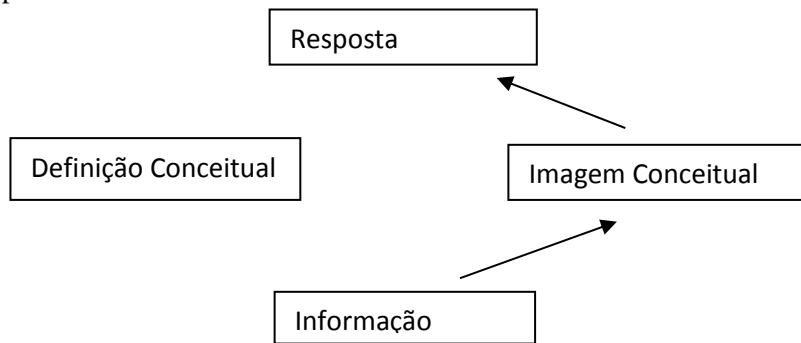 Resposta
Definição Conceitual
Imagem Conceitual
Informação